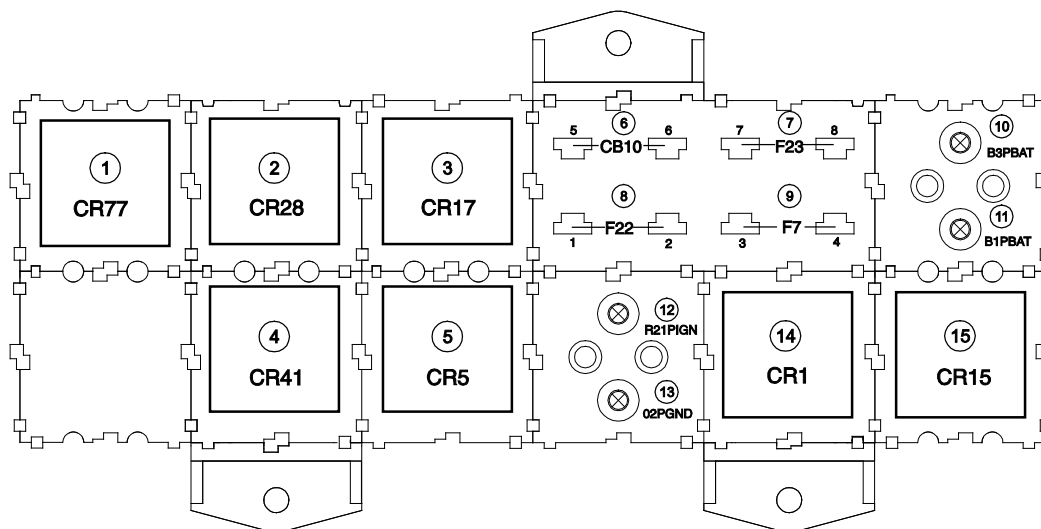 1
CR77
2
CR28
3
CR17
6
5 6
CB10
7
7 8
F23
10
B3PBAT
8
F22
1 2
9
F7
3 4
11
B1PBAT
4
CR41
5
CR5
12
R21PIGN
13
02PGND
14
CR1
15
CR15